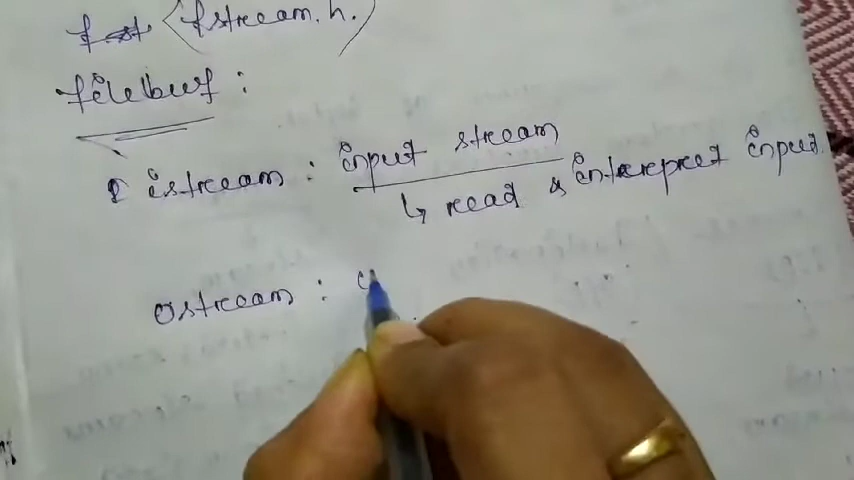 <fstream.h.>
filebuf :
istream : input stream
↳ read & interpret input.
ostream :